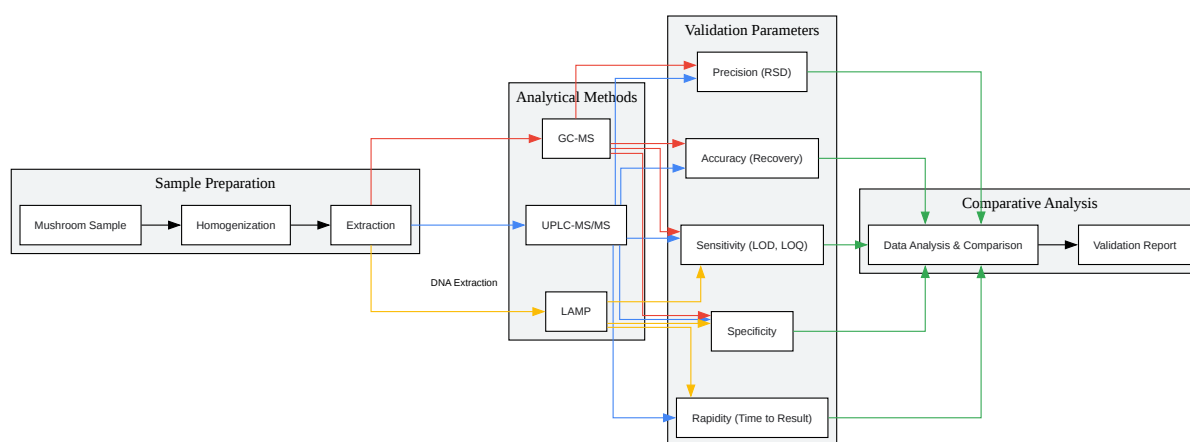 Sample Preparation
Mushroom Sample
Homogenization
Extraction
DNA Extraction
Analytical Methods
GC-MS
UPLC-MS/MS
LAMP
Validation Parameters
Precision (RSD)
Accuracy (Recovery)
Sensitivity (LOD, LOQ)
Specificity
Rapidity (Time to Result)
Comparative Analysis
Data Analysis & Comparison
Validation Report